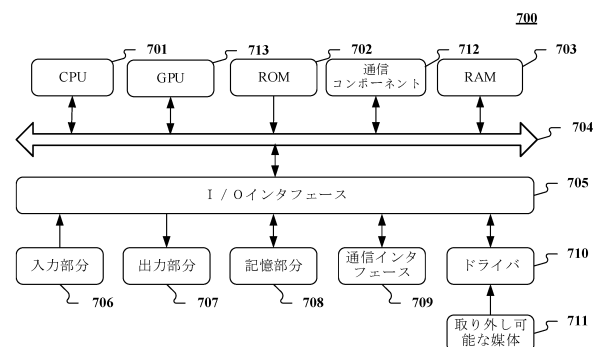 700
701
713
702
712
703
CPU
GPU
ROM
通信
コンポーネント
RAM
704
705
I/Oインタフェース
入力部分
出力部分
記憶部分
通信インタ
フェース
ドライバ
710
706
707
708
709
取り外し可
能な媒体
711